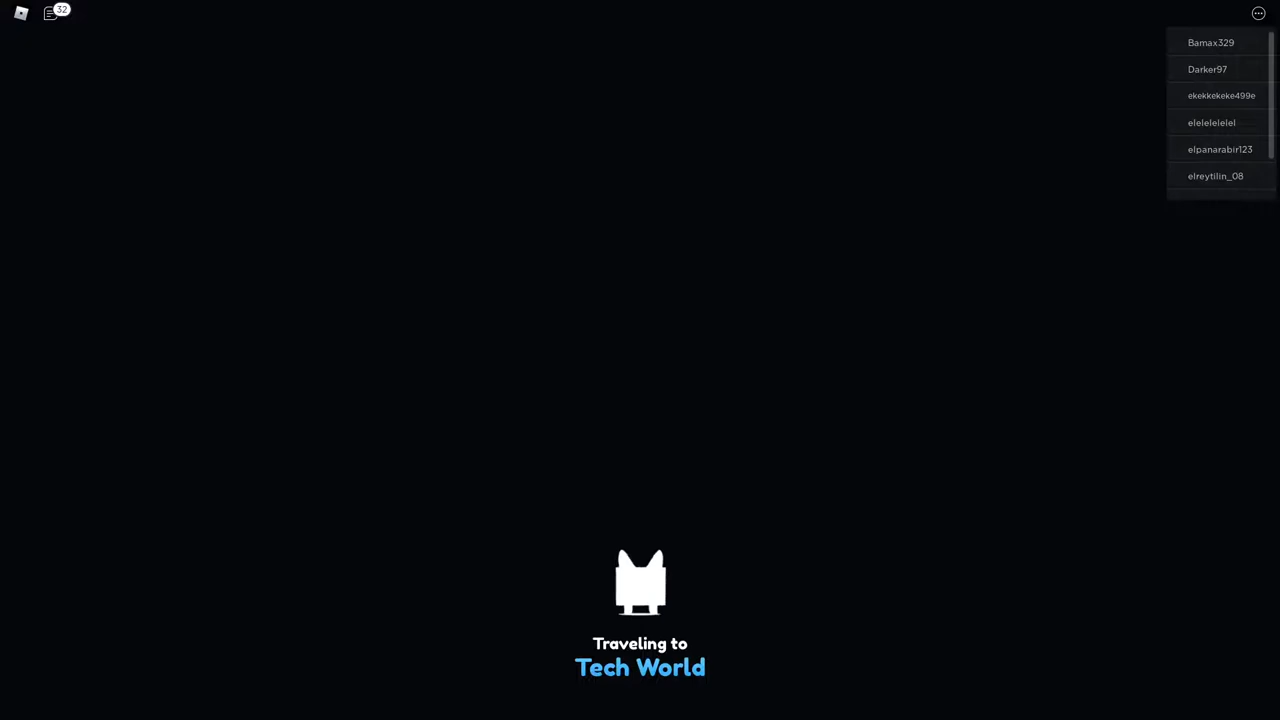 32
Bamax329
Darker97
ekekkekeke499e
elelelelelel
elpanarabir123
elreytilin_08
Traveling to
Tech World